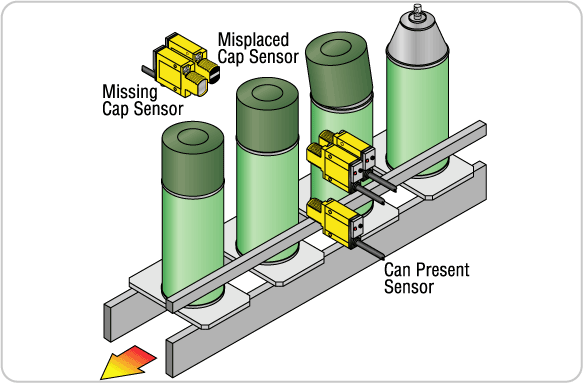 Misplaced
Cap Sensor
Missing
Cap Sensor
Can Present
Sensor